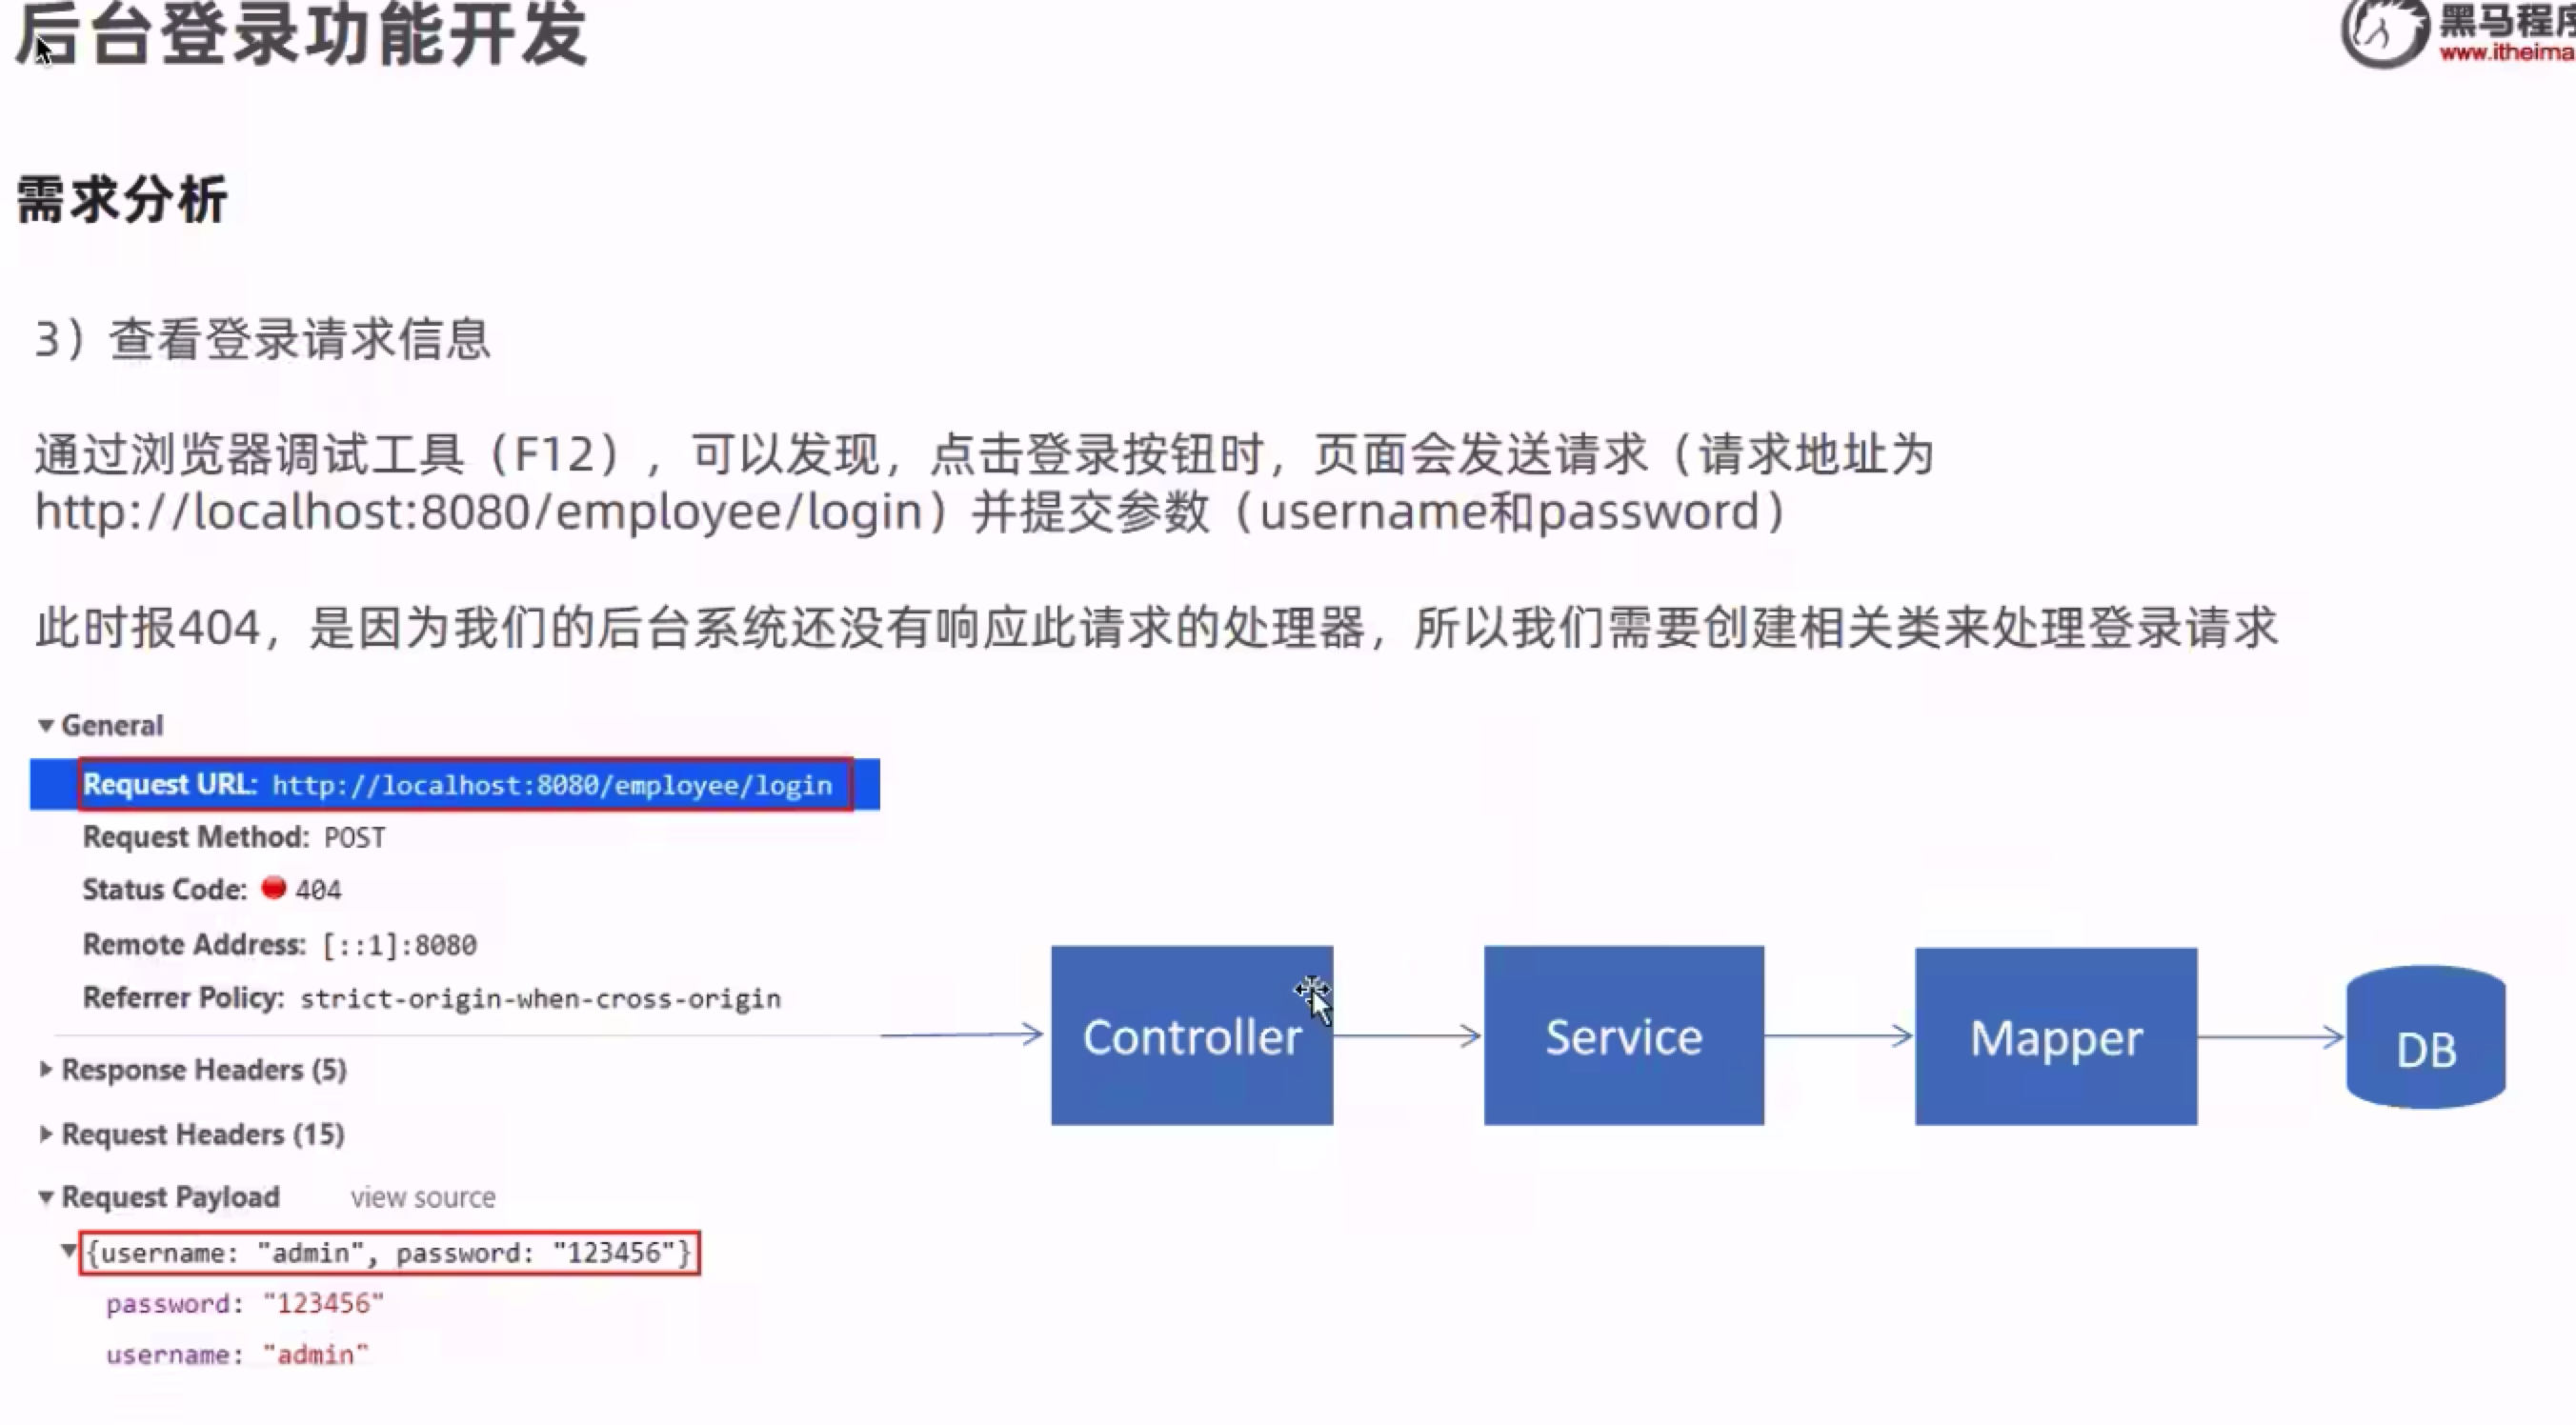 后台登录功能开发
黑马程序
www.itheima
需求分析
3）查看登录请求信息
通过浏览器调试工具（F12），可以发现，点击登录按钮时，页面会发送请求（请求地址为
http://localhost:8080/employee/login）并提交参数（username和password）
此时报404，是因为我们的后台系统还没有响应此请求的处理器，所以我们需要创建相关类来处理登录请求
General
Request URL: http://localhost:8080/employee/login
Request Method: POST
Status Code: 404
Remote Address: [::1]:8080
Referrer Policy: strict-origin-when-cross-origin
Response Headers (5)
Request Headers (15)
Request Payload view source
{username: "admin", password: "123456"}
password: "123456"
username: "admin"
Controller
Service
Mapper
DB